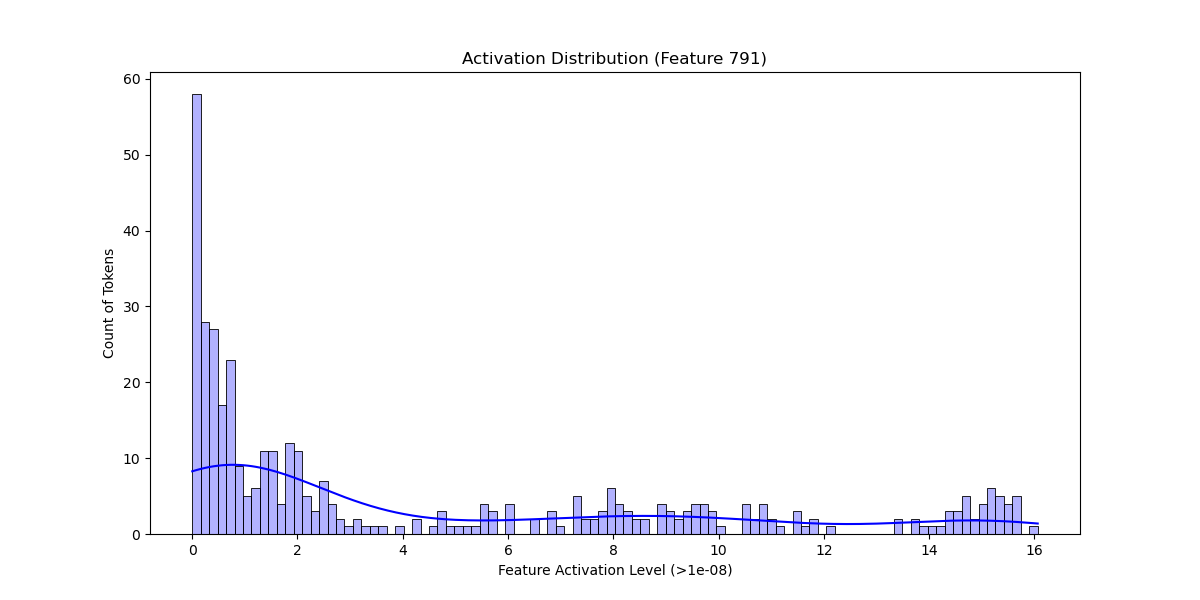 Activation Distribution (Feature 791)
60
50
40
30
20
10
0
Count of Tokens
0 2 4 6 8 10 12 14 16
Feature Activation Level (>1e-08)